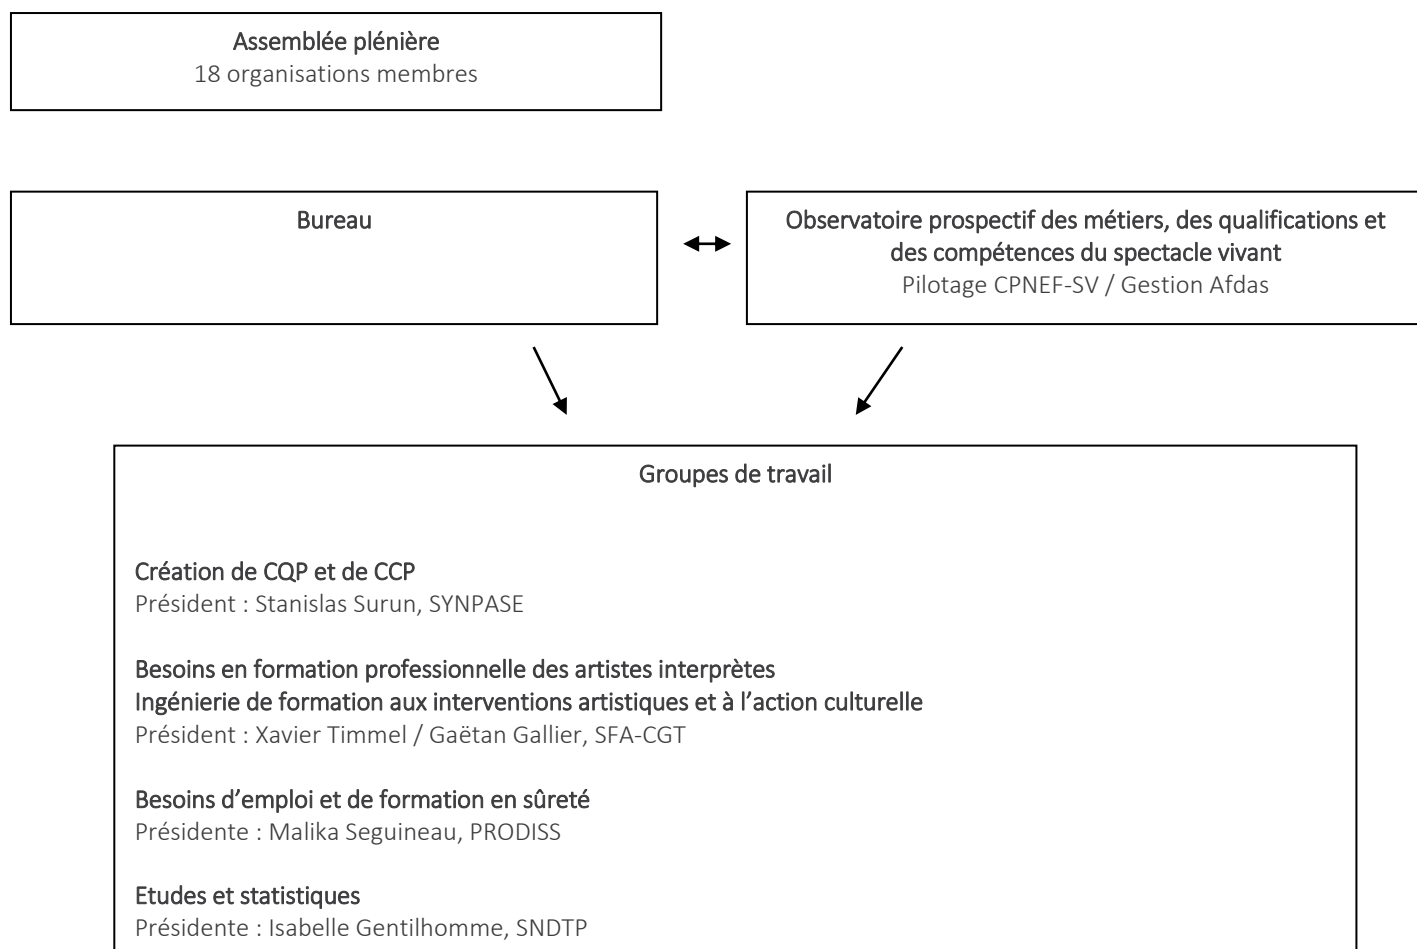 Assemblée plénière
18 organisations membres
Bureau
Observatoire prospectif des métiers, des qualifications et
des compétences du spectacle vivant
Pilotage CPNEF-SV / Gestion Afdas
Groupes de travail
Création de CQP et de CCP
Président : Stanislas Surun, SYNPASE
Besoins en formation professionnelle des artistes interprètes
Ingénierie de formation aux interventions artistiques et à l’action culturelle
Président : Xavier Timmel / Gaëtan Gallier, SFA-CGT
Besoins d’emploi et de formation en sûreté
Présidente : Malika Seguineau, PRODISS
Etudes et statistiques
Présidente : Isabelle Gentilhomme, SNDTP